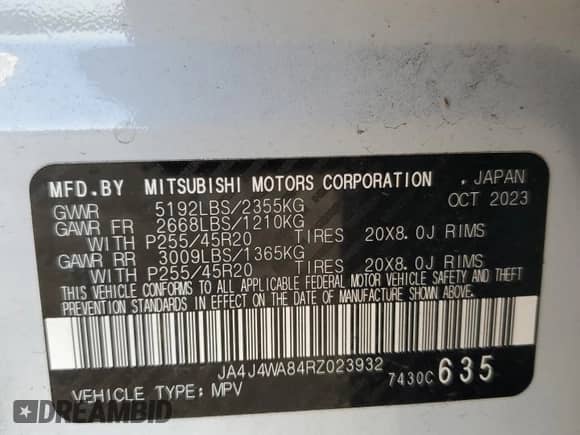 MFD.BY MITSUBISHI MOTORS CORPORATION . JAPAN
GVWR 5192LBS/2355KG OCT 2023
GAWR FR 2668LBS/1210KG
WITH P255/45R20 TIRES 20X8.0J RIMS
GAWR RR 3009LBS/1365KG
WITH P255/45R20 TIRES 20X8.0J RIMS
THIS VEHICLE CONFORMS TO ALL APPLICABLE FEDERAL MOTOR VEHICLE SAFETY AND THEFT
PREVENTION STANDARDS IN EFFECT ON THE DATE OF MANUFACTURE SHOWN ABOVE.
JA4J4WA84RZ023932
VEHICLE TYPE: MPV 7430C 635
DREAMBID